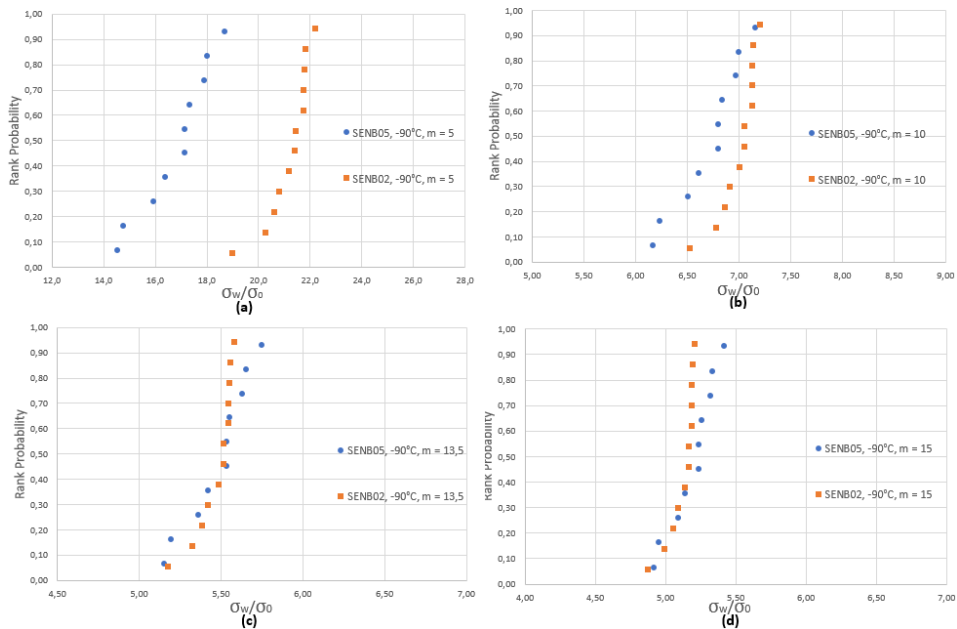 1,00
0,90
0,80
0,70
0,60
0,50
0,40
0,30
0,20
0,10
0,00
Rank Probability
SENB05, -90°C, m = 5
SENB02, -90°C, m = 5
12,0 14,0 16,0 18,0 20,0 22,0 24,0 26,0 28,0
σw/σ0
(a)
1,00
0,90
0,80
0,70
0,60
0,50
0,40
0,30
0,20
0,10
0,00
Rank Probability
SENB05, -90°C, m = 10
SENB02, -90°C, m = 10
5,00 5,50 6,00 6,50 7,00 7,50 8,00 8,50 9,00
σw/σ0
(b)
1,00
0,90
0,80
0,70
0,60
0,50
0,40
0,30
0,20
0,10
0,00
Rank Probability
SENB05, -90°C, m = 13,5
SENB02, -90°C, m = 13,5
4,50 5,00 5,50 6,00 6,50 7,00
σw/σ0
(c)
1,00
0,90
0,80
0,70
0,60
0,50
0,40
0,30
0,20
0,10
0,00
Rank Probability
SENB05, -90°C, m = 15
SENB02, -90°C, m = 15
4,00 4,50 5,00 5,50 6,00 6,50 7,00
σw/σ0
(d)